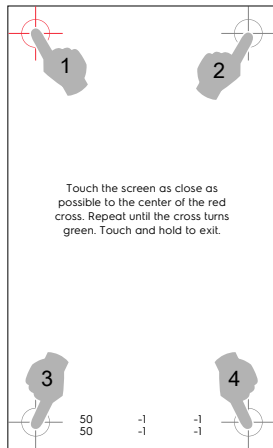 1
2
Touch the screen as close as
possible to the center of the red
cross. Repeat until the cross turns
green. Touch and hold to exit.
3
4
50 -1 -1
50 -1 -1